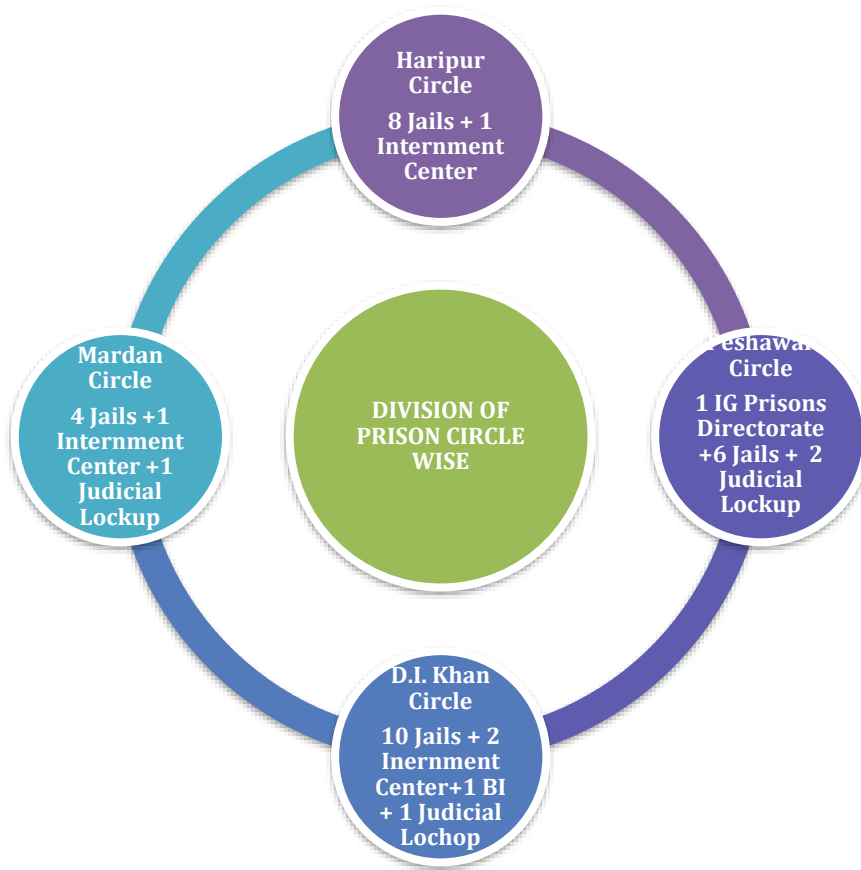 Haripur
Circle
8 Jails + 1
Internment
Center
Peshawar
Circle
1 IG Prisons
Directorate
+6 Jails + 2
Judicial
Lockup
D.I. Khan
Circle
10 Jails + 2
Inernment
Center+1 BI
+ 1 Judicial
Lochop
Mardan
Circle
4 Jails +1
Internment
Center +1
Judicial
Lockup
DIVISION OF
PRISON CIRCLE
WISE